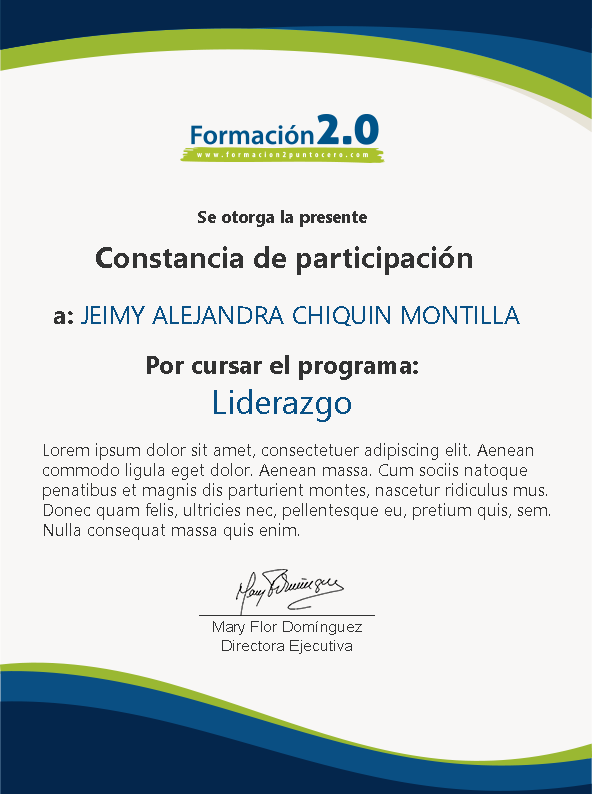 Formación 2.0
www.formacion2puntocero.com
Se otorga la presente
Constancia de participación
a: JEIMY ALEJANDRA CHIQUIN MONTILLA
Por cursar el programa:
Liderazgo
Lorem ipsum dolor sit amet, consectetuer adipiscing elit. Aenean
commodo ligula eget dolor. Aenean massa. Cum sociis natoque
penatibus et magnis dis parturient montes, nascetur ridiculus mus.
Donec quam felis, ultricies nec, pellentesque eu, pretium quis, sem.
Nulla consequat massa quis enim.
Mary Domínguez
Mary Flor Domínguez
Directora Ejecutiva